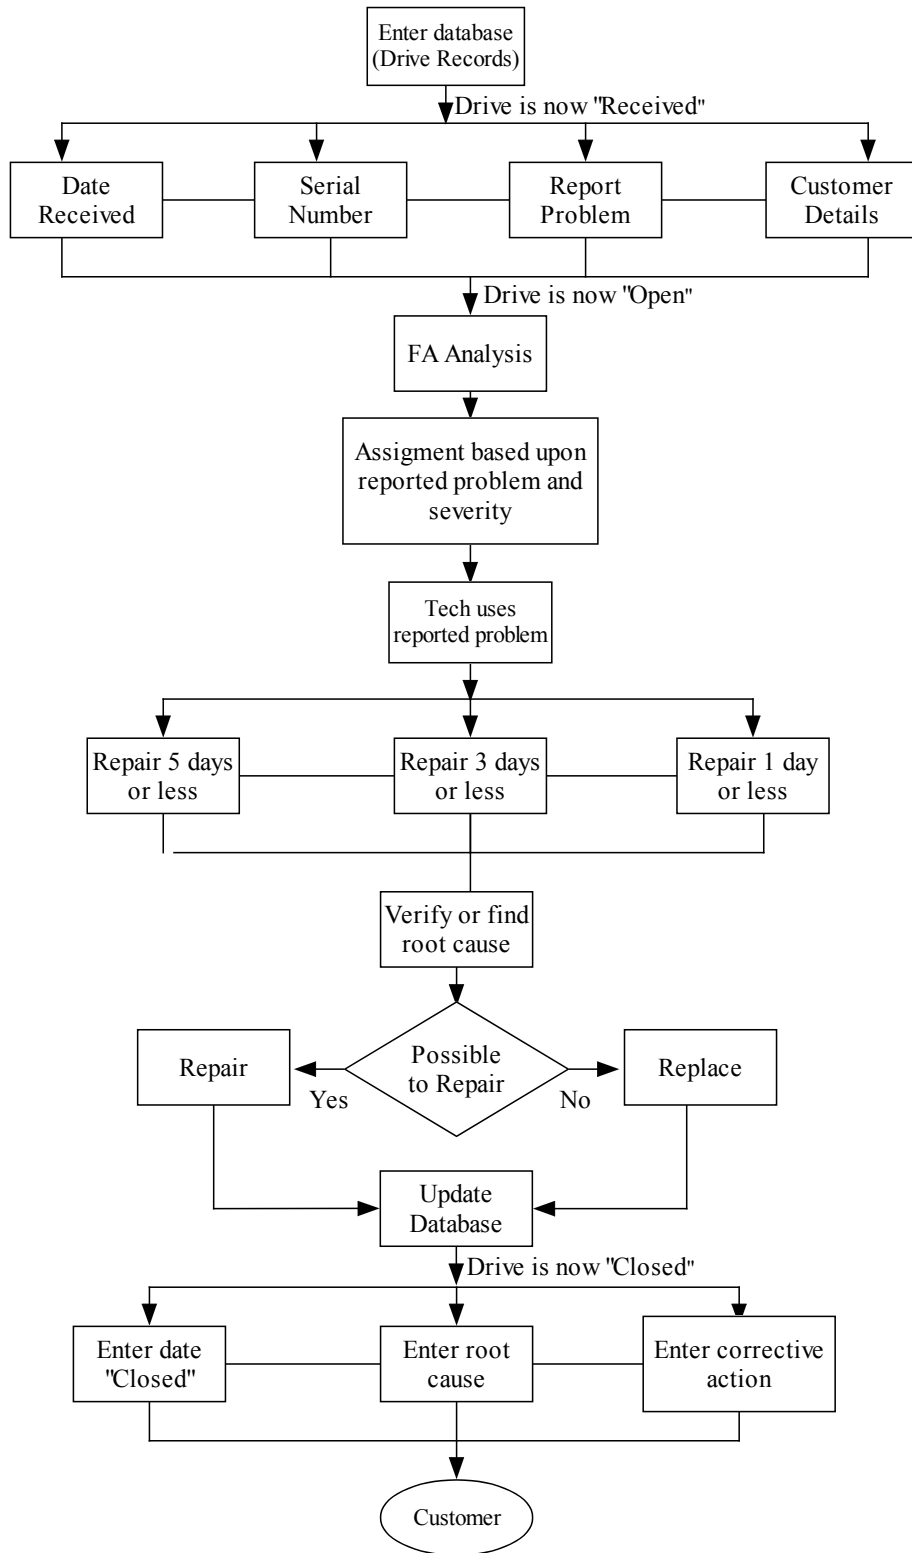 Enter database
(Drive Records)
Drive is now "Received"
Date
Received
Serial
Number
Report
Problem
Customer
Details
Drive is now "Open"
FA Analysis
Assigment based upon
reported problem and
severity
Tech uses
reported problem
Repair 5 days
or less
Repair 3 days
or less
Repair 1 day
or less
Verify or find
root cause
Possible
to Repair
Repair
Yes
No
Replace
Update
Database
Drive is now "Closed"
Enter date
"Closed"
Enter root
cause
Enter corrective
action
Customer